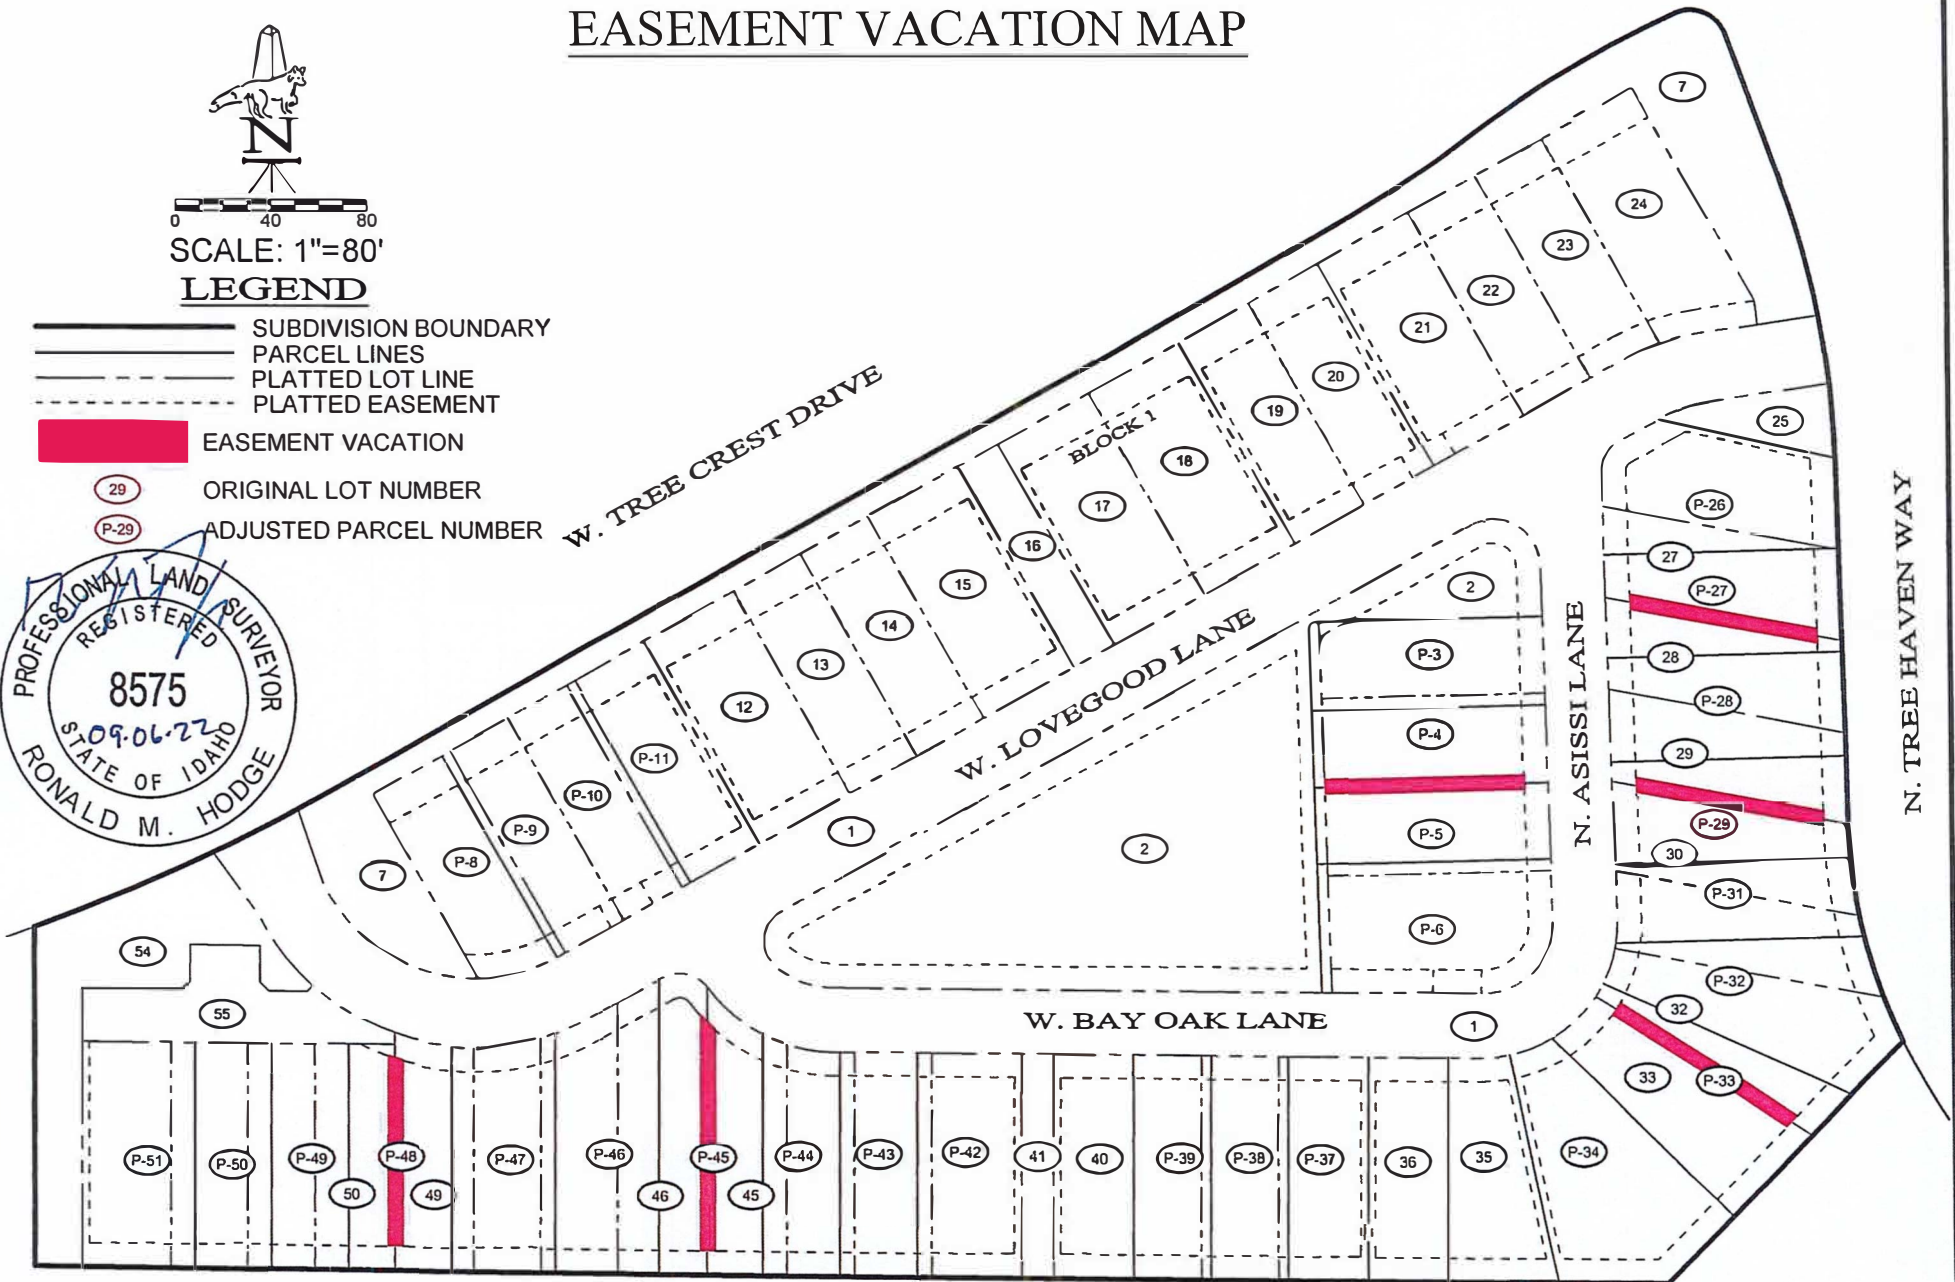 EASEMENT VACATION MAP
N
0 40 80
SCALE: 1"=80'
LEGEND
SUBDIVISION BOUNDARY
PARCEL LINES
PLATTED LOT LINE
PLATTED EASEMENT
EASEMENT VACATION
29 ORIGINAL LOT NUMBER
P-29 ADJUSTED PARCEL NUMBER
PROFESSIONAL LAND SURVEYOR
REGISTERED
8575
09.06.22
STATE OF IDAHO
RONALD M. HODGE
W. TREE CREST DRIVE
BLOCK 1
W. LOVEGOOD LANE
N. ASISSI LANE
N. TREE HAVEN WAY
W. BAY OAK LANE
7
24
23
22
21
20
19
18
17
16
15
14
13
12
P-11
P-10
P-9
P-8
7
1
2
2
P-3
P-4
P-5
P-6
25
P-26
27
P-27
28
P-28
29
P-29
30
P-31
P-32
32
33
P-33
P-34
1
54
55
P-51
P-50
P-49
50
P-48
49
P-47
P-46
46
P-45
45
P-44
P-43
P-42
41
40
P-39
P-38
P-37
36
35